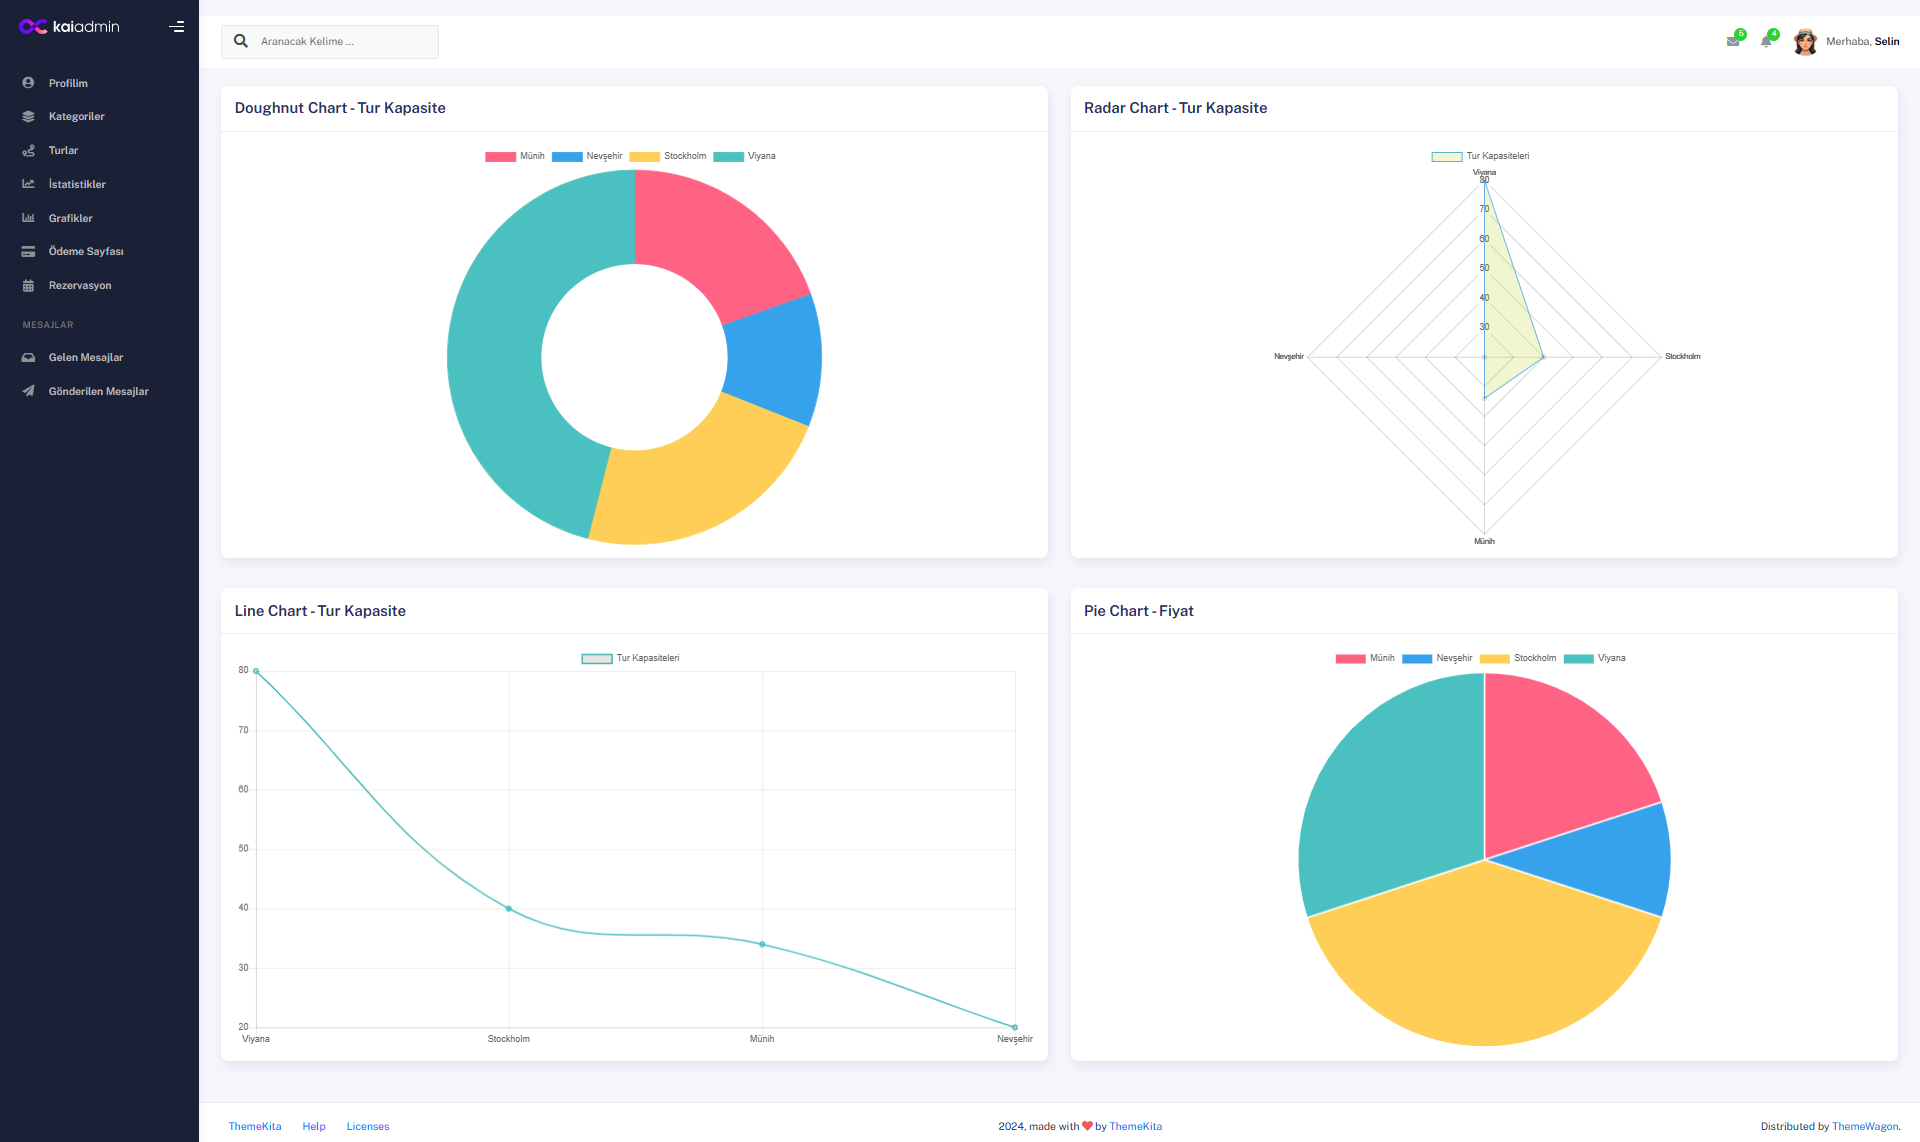 kaiadmin
Aranacak Kelime ...
5
4
Merhaba, Selin
Profilim
Kategoriler
Turlar
İstatistikler
Grafikler
Ödeme Sayfası
Rezervasyon
MESAJLAR
Gelen Mesajlar
Gönderilen Mesajlar
Doughnut Chart - Tur Kapasite
Münih Nevşehir Stockholm Viyana
Radar Chart - Tur Kapasite
Tur Kapasiteleri
Viyana
80
70
60
50
40
30
Nevşehir
Stockholm
Münih
Line Chart - Tur Kapasite
Tur Kapasiteleri
80
70
60
50
40
30
20
Viyana Stockholm Münih Nevşehir
Pie Chart - Fiyat
Münih Nevşehir Stockholm Viyana
ThemeKita Help Licenses
2024, made with by ThemeKita
Distributed by ThemeWagon.